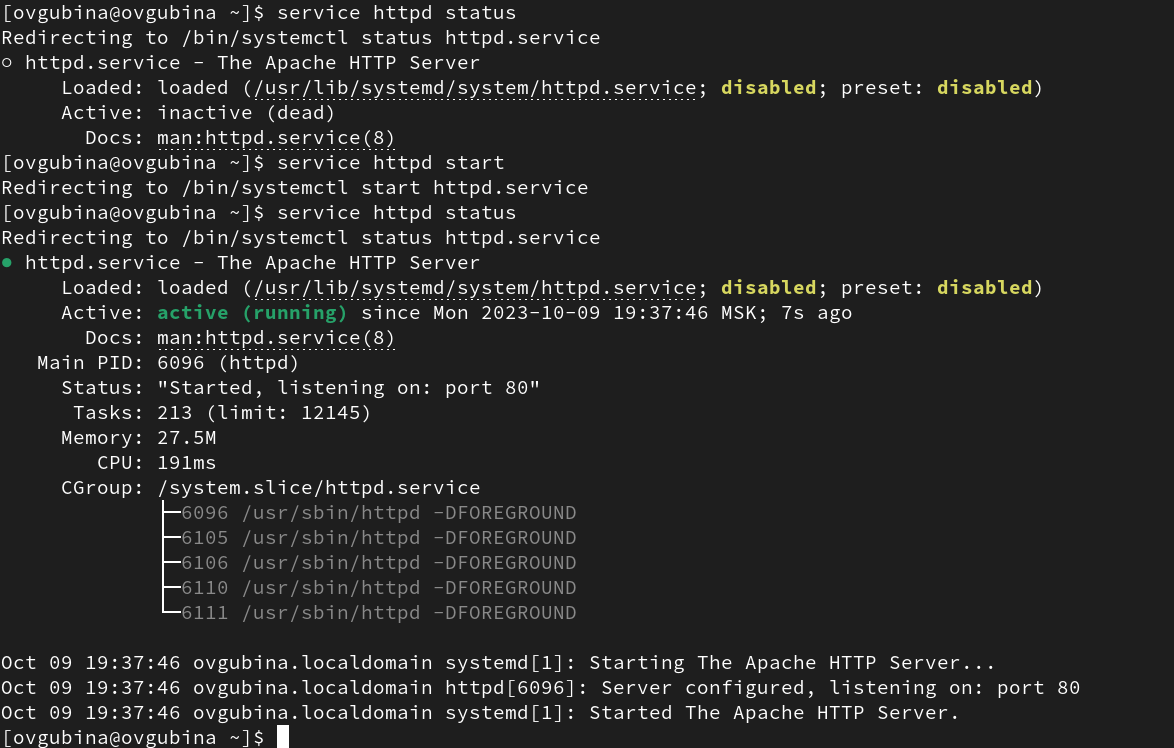 [ovgubina@ovgubina ~]$ service httpd status
Redirecting to /bin/systemctl status httpd.service
○ httpd.service - The Apache HTTP Server
     Loaded: loaded (/usr/lib/systemd/system/httpd.service; disabled; preset: disabled)
     Active: inactive (dead)
       Docs: man:httpd.service(8)
[ovgubina@ovgubina ~]$ service httpd start
Redirecting to /bin/systemctl start httpd.service
[ovgubina@ovgubina ~]$ service httpd status
Redirecting to /bin/systemctl status httpd.service
● httpd.service - The Apache HTTP Server
     Loaded: loaded (/usr/lib/systemd/system/httpd.service; disabled; preset: disabled)
     Active: active (running) since Mon 2023-10-09 19:37:46 MSK; 7s ago
       Docs: man:httpd.service(8)
   Main PID: 6096 (httpd)
     Status: "Started, listening on: port 80"
      Tasks: 213 (limit: 12145)
     Memory: 27.5M
        CPU: 191ms
     CGroup: /system.slice/httpd.service
             ├─6096 /usr/sbin/httpd -DFOREGROUND
             ├─6105 /usr/sbin/httpd -DFOREGROUND
             ├─6106 /usr/sbin/httpd -DFOREGROUND
             ├─6110 /usr/sbin/httpd -DFOREGROUND
             └─6111 /usr/sbin/httpd -DFOREGROUND

Oct 09 19:37:46 ovgubina.localdomain systemd[1]: Starting The Apache HTTP Server...
Oct 09 19:37:46 ovgubina.localdomain httpd[6096]: Server configured, listening on: port 80
Oct 09 19:37:46 ovgubina.localdomain systemd[1]: Started The Apache HTTP Server.
[ovgubina@ovgubina ~]$